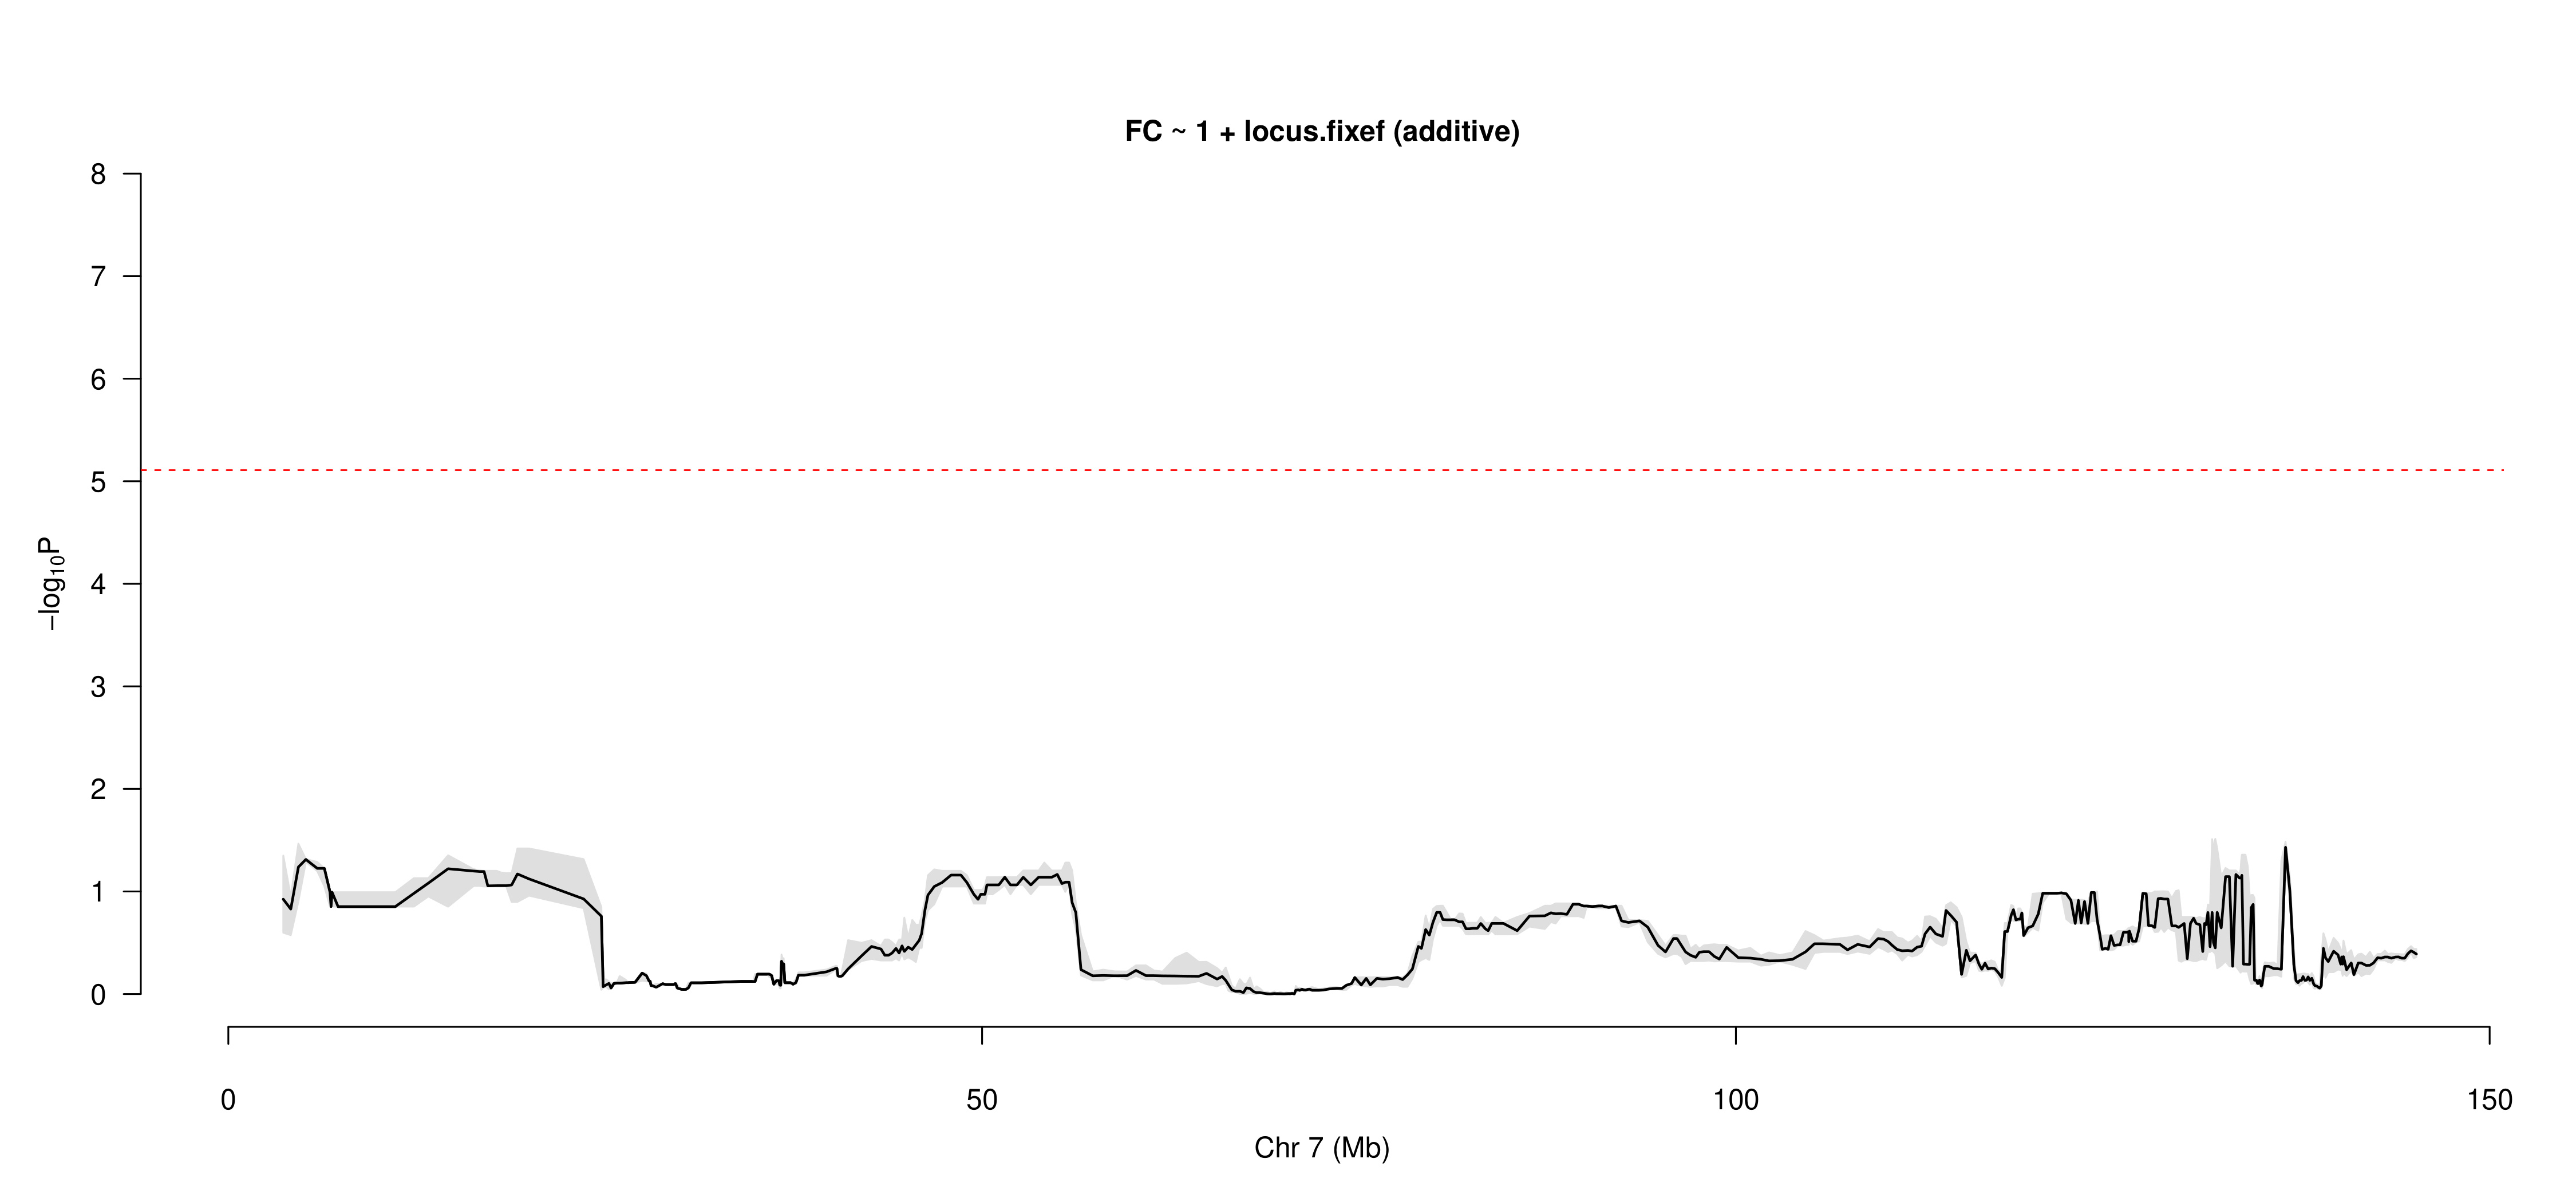 FC ~ 1 + locus.fixef (additive)
8
7
6
5
4
3
2
1
0
−log10P
0 50 100 150
Chr 7 (Mb)